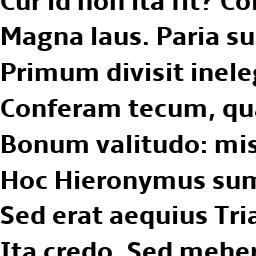 Cur id non ita fit? Con
Magna laus. Paria su
Primum divisit ineleg
Conferam tecum, qua
Bonum valitudo: mis
Hoc Hieronymus sum
Sed erat aequius Tria
Ita credo. Sed meher